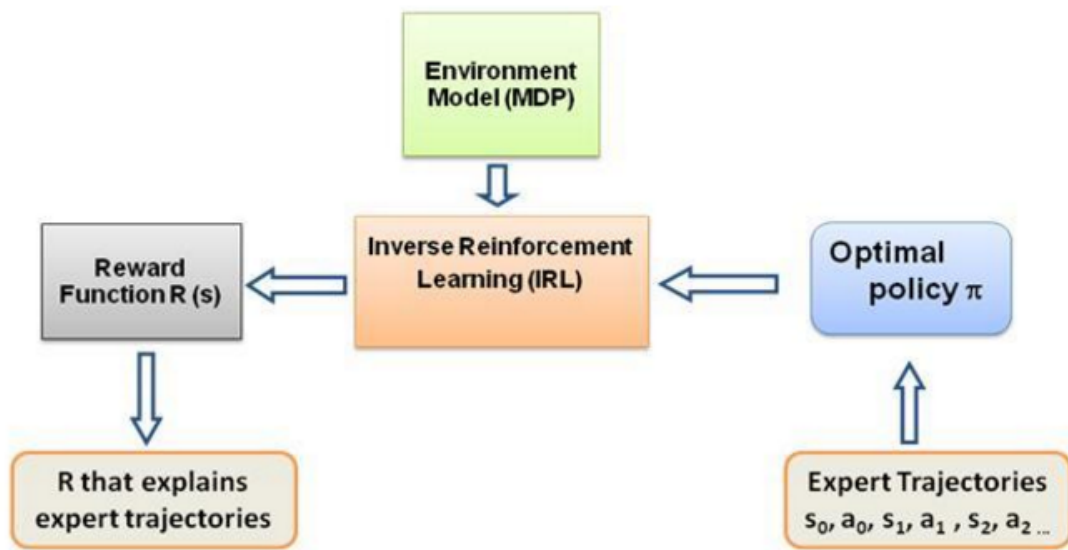 Environment
Model (MDP)
Inverse Reinforcement
Learning (IRL)
Reward
Function R (s)
Optimal
policy π
R that explains
expert trajectories
Expert Trajectories
s₀, a₀, s₁, a₁ , s₂, a₂ ...